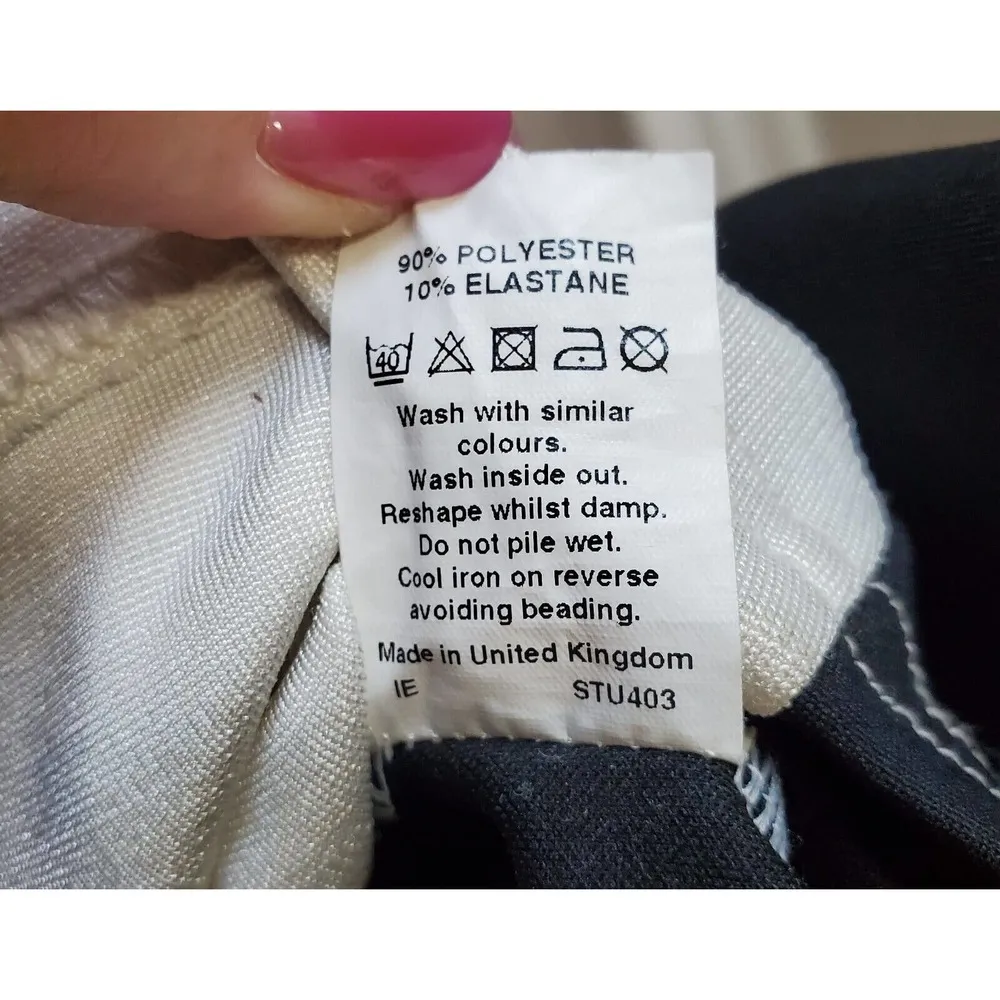 90% POLYESTER
10% ELASTANE
40
Wash with similar
colours.
Wash inside out.
Reshape whilst damp.
Do not pile wet.
Cool iron on reverse
avoiding beading.
Made in United Kingdom
IE STU403